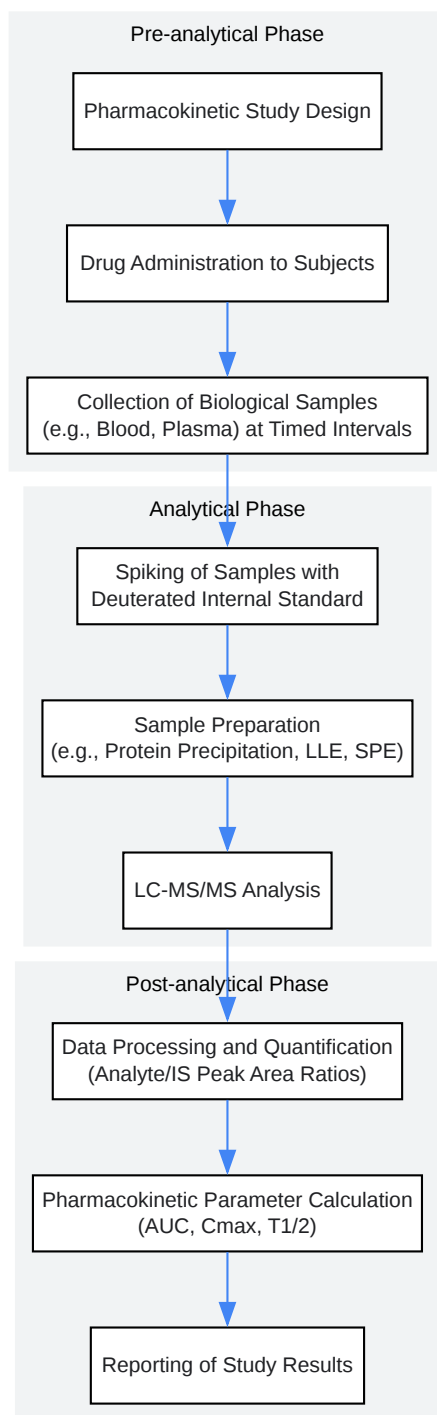 Pre-analytical Phase
Pharmacokinetic Study Design
Drug Administration to Subjects
Collection of Biological Samples
(e.g., Blood, Plasma) at Timed Intervals
Analytical Phase
Spiking of Samples with
Deuterated Internal Standard
Sample Preparation
(e.g., Protein Precipitation, LLE, SPE)
LC-MS/MS Analysis
Post-analytical Phase
Data Processing and Quantification
(Analyte/IS Peak Area Ratios)
Pharmacokinetic Parameter Calculation
(AUC, Cmax, T1/2)
Reporting of Study Results